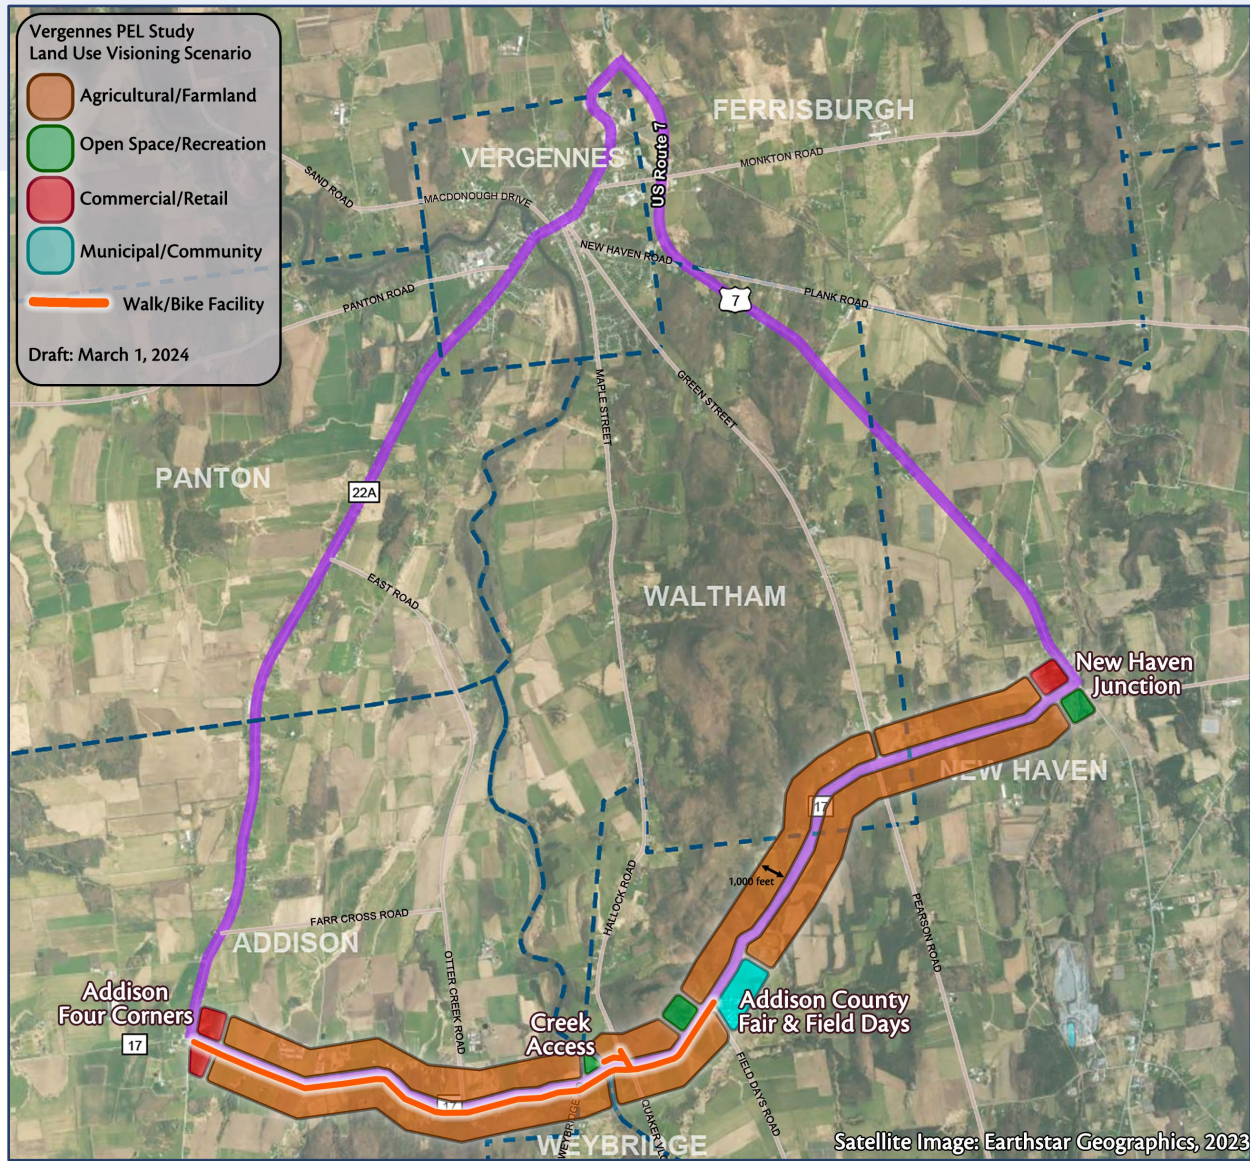 Vergennes PEL Study
Land Use Visioning Scenario
Agricultural/Farmland
Open Space/Recreation
Commercial/Retail
Municipal/Community
Walk/Bike Facility
Draft: March 1, 2024
FERRISBURGH
VERGENNES
US Route 7
MONKTON ROAD
SAND ROAD
MACDONOUGH DRIVE
NEW HAVEN ROAD
PANTON ROAD
7
PLANK ROAD
MAPLE STREET
GREEN STREET
PANTON
22A
EAST ROAD
WALTHAM
New Haven
Junction
NEW HAVEN
17
1,000 feet
HALLOCK ROAD
PEARSON ROAD
FARR CROSS ROAD
ADDISON
OTTER CREEK ROAD
Addison
Four Corners
17
Creek
Access
Addison County
Fair & Field Days
17
FIELD DAYS ROAD
WEYBRIDGE
QUAKER
WEYBRIDGE
Satellite Image: Earthstar Geographics, 2023